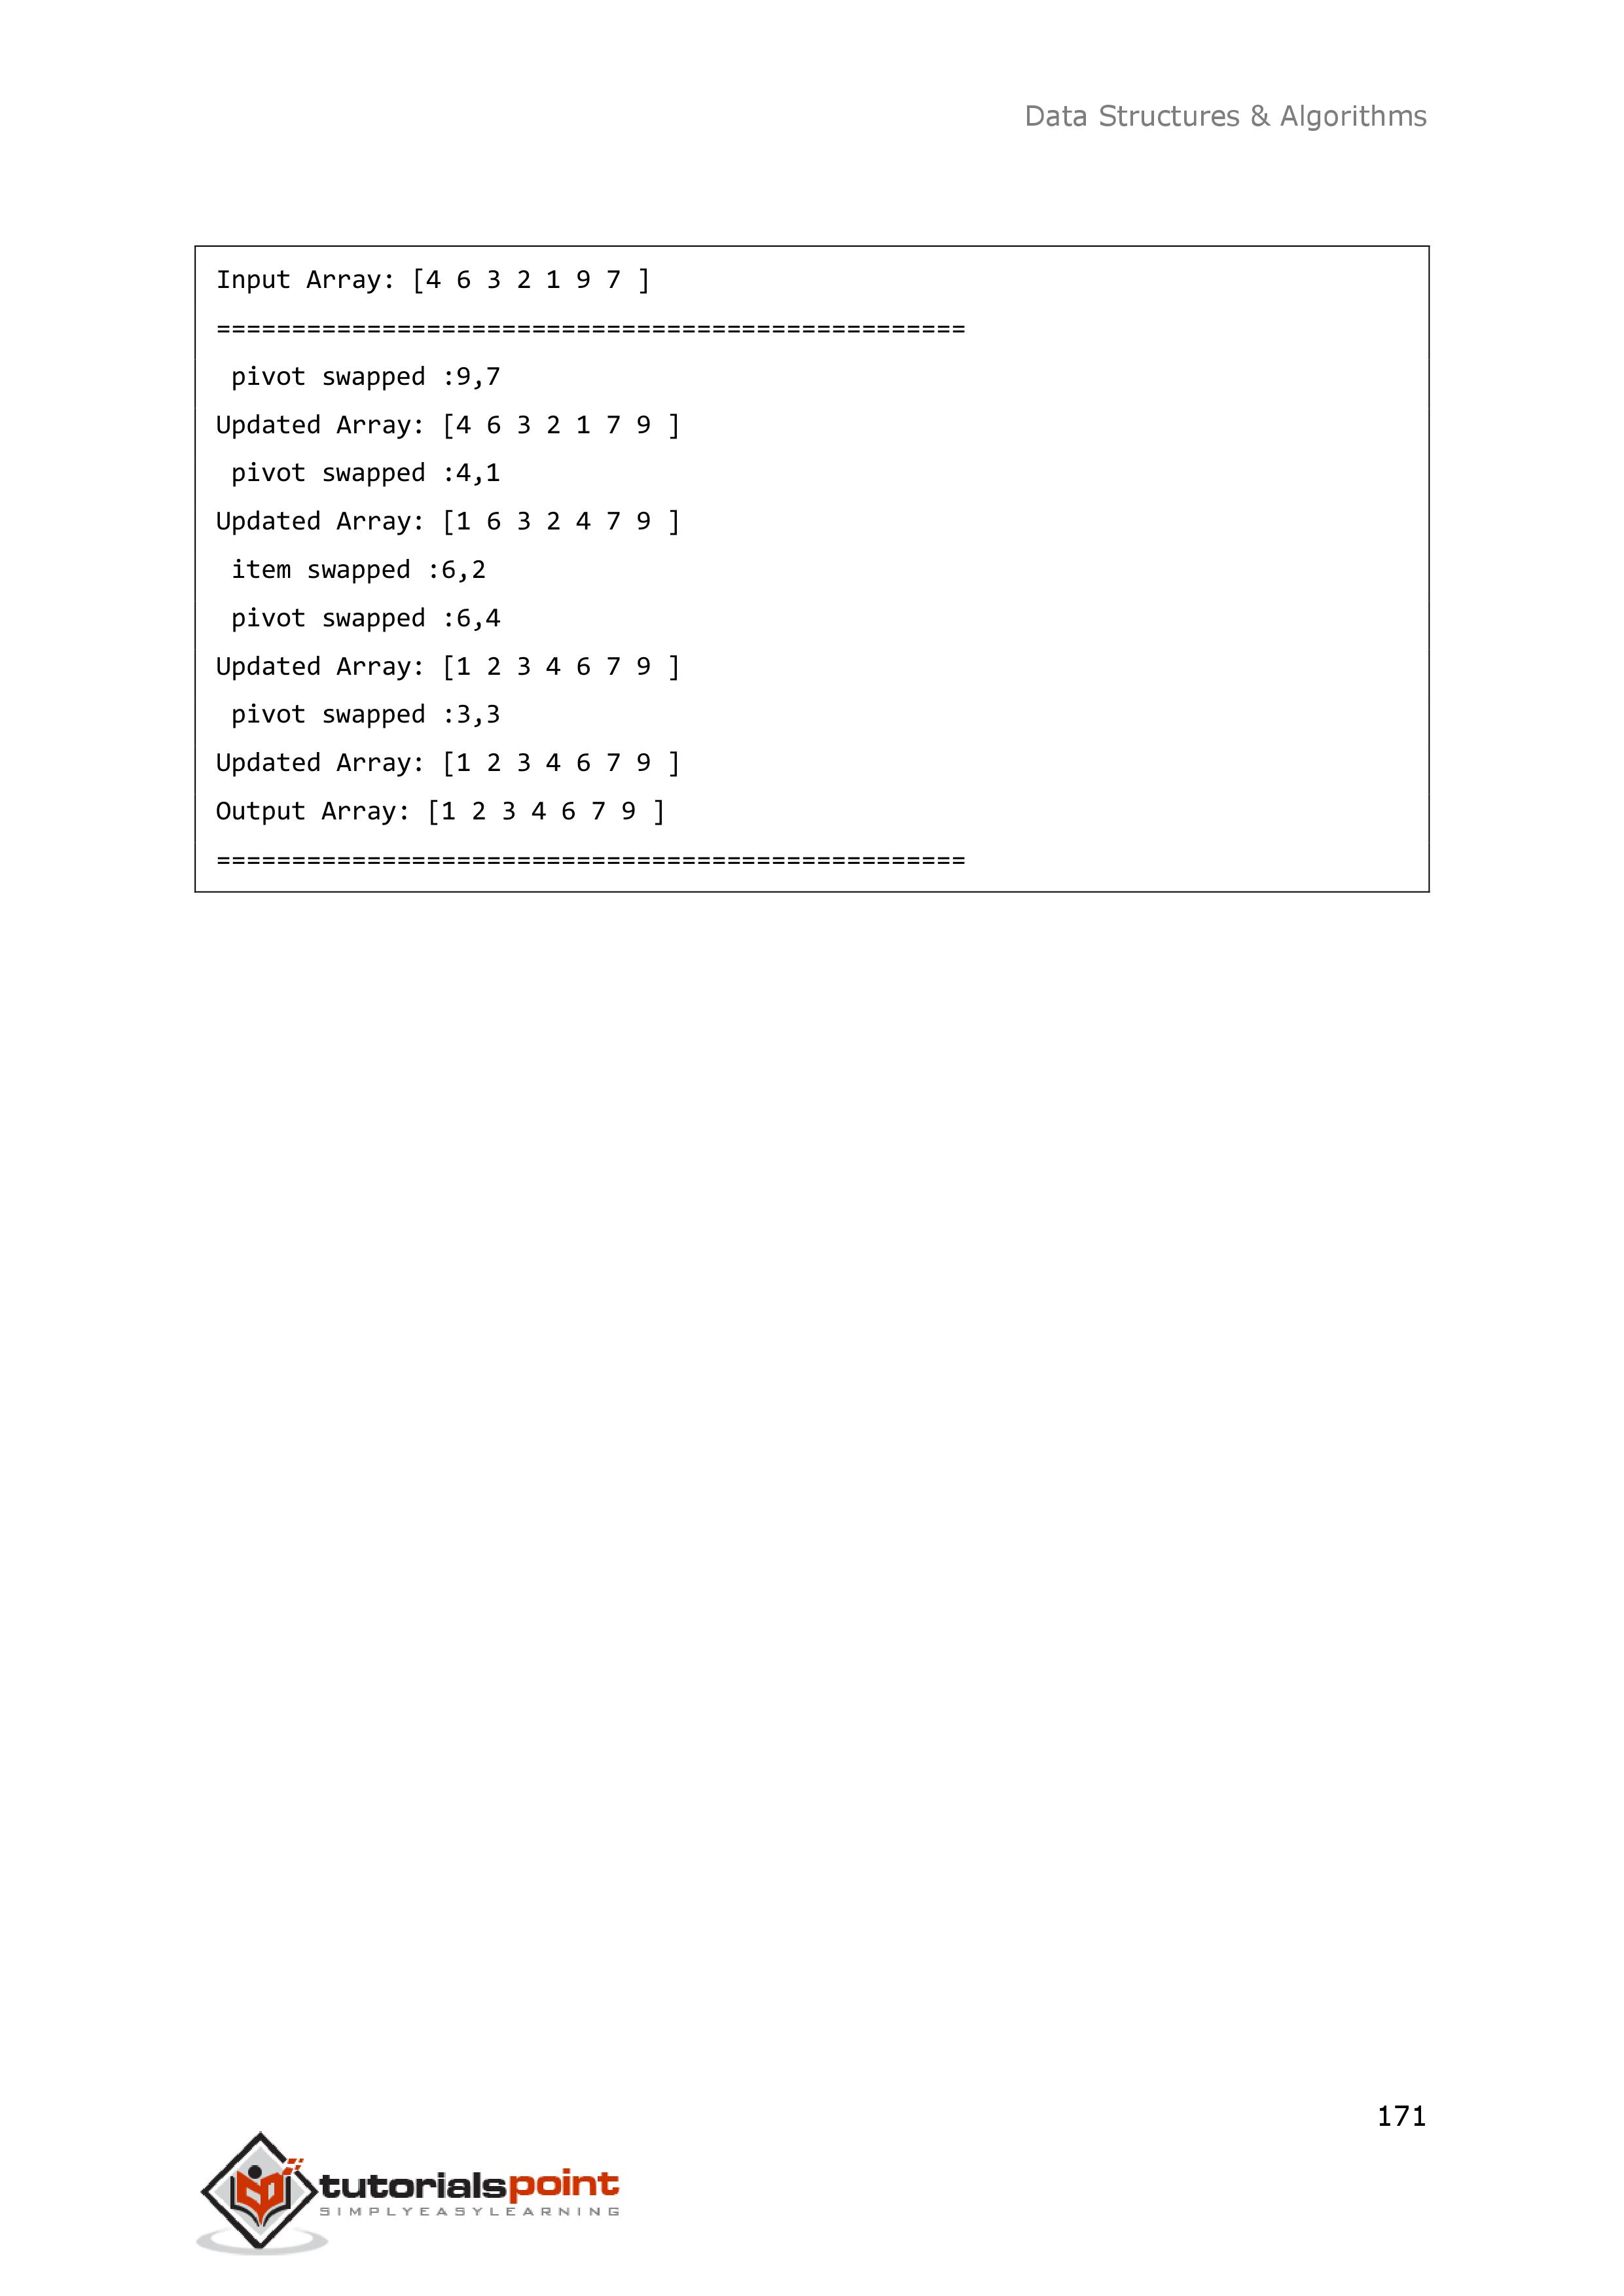 Data Structures & Algorithms
Input Array: [4 6 3 2 1 9 7 ]
==================================================
pivot swapped :9,7
Updated Array: [4 6 3 2 1 7 9 ]
pivot swapped :4,1
Updated Array: [1 6 3 2 4 7 9 ]
item swapped :6,2
pivot swapped :6,4
Updated Array: [1 2 3 4 6 7 9 ]
pivot swapped :3,3
Updated Array: [1 2 3 4 6 7 9 ]
Output Array: [1 2 3 4 6 7 9 ]
==================================================
171
tutorialspoint
SIMPLYEASYLEARNING